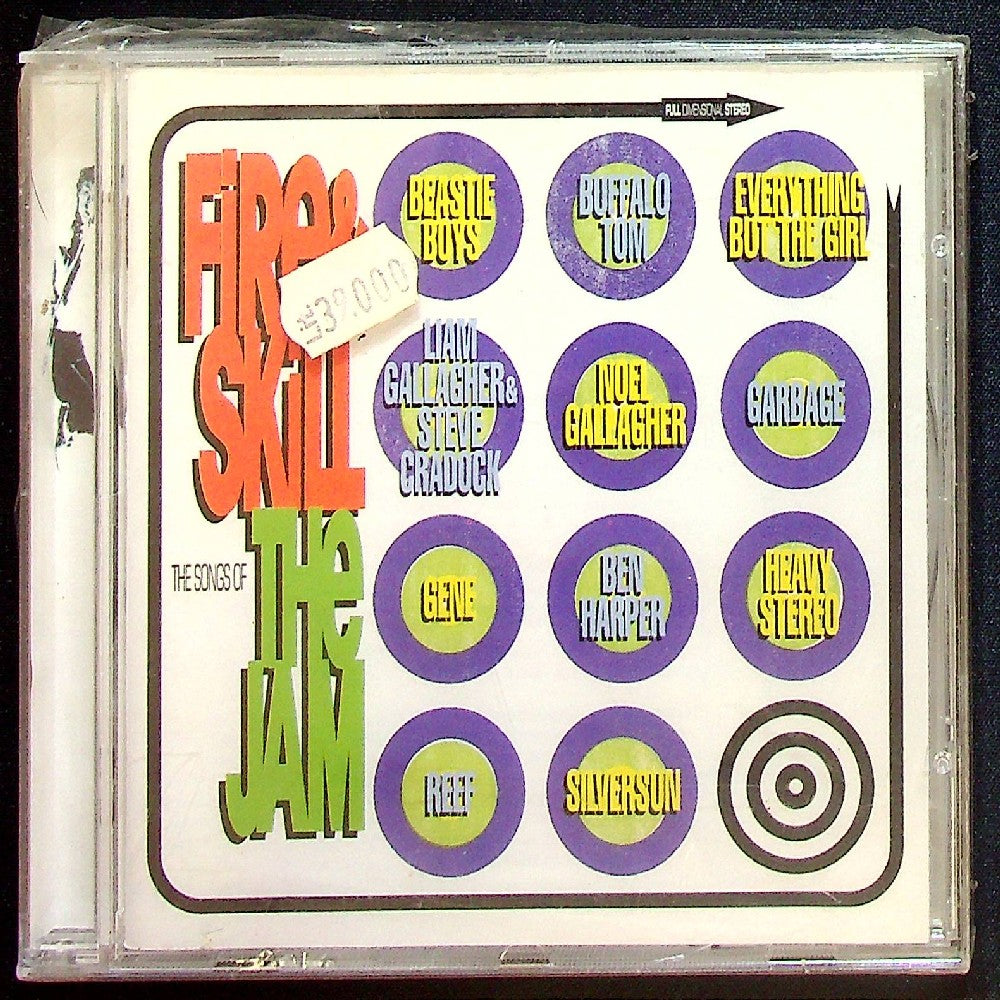 FULL DIMENSIONAL STEREO
FIRE &
SKILL
THE SONGS OF
THE
JAM
£39.000
BEASTIE
BOYS
BUFFALO
TOM
EVERYTHING
BUT THE GIRL
LIAM
GALLAGHER &
STEVE
CRADOCK
NOEL
GALLAGHER
GARBAGE
GENE
BEN
HARPER
HEAVY
STEREO
REEF
SILVERSUN